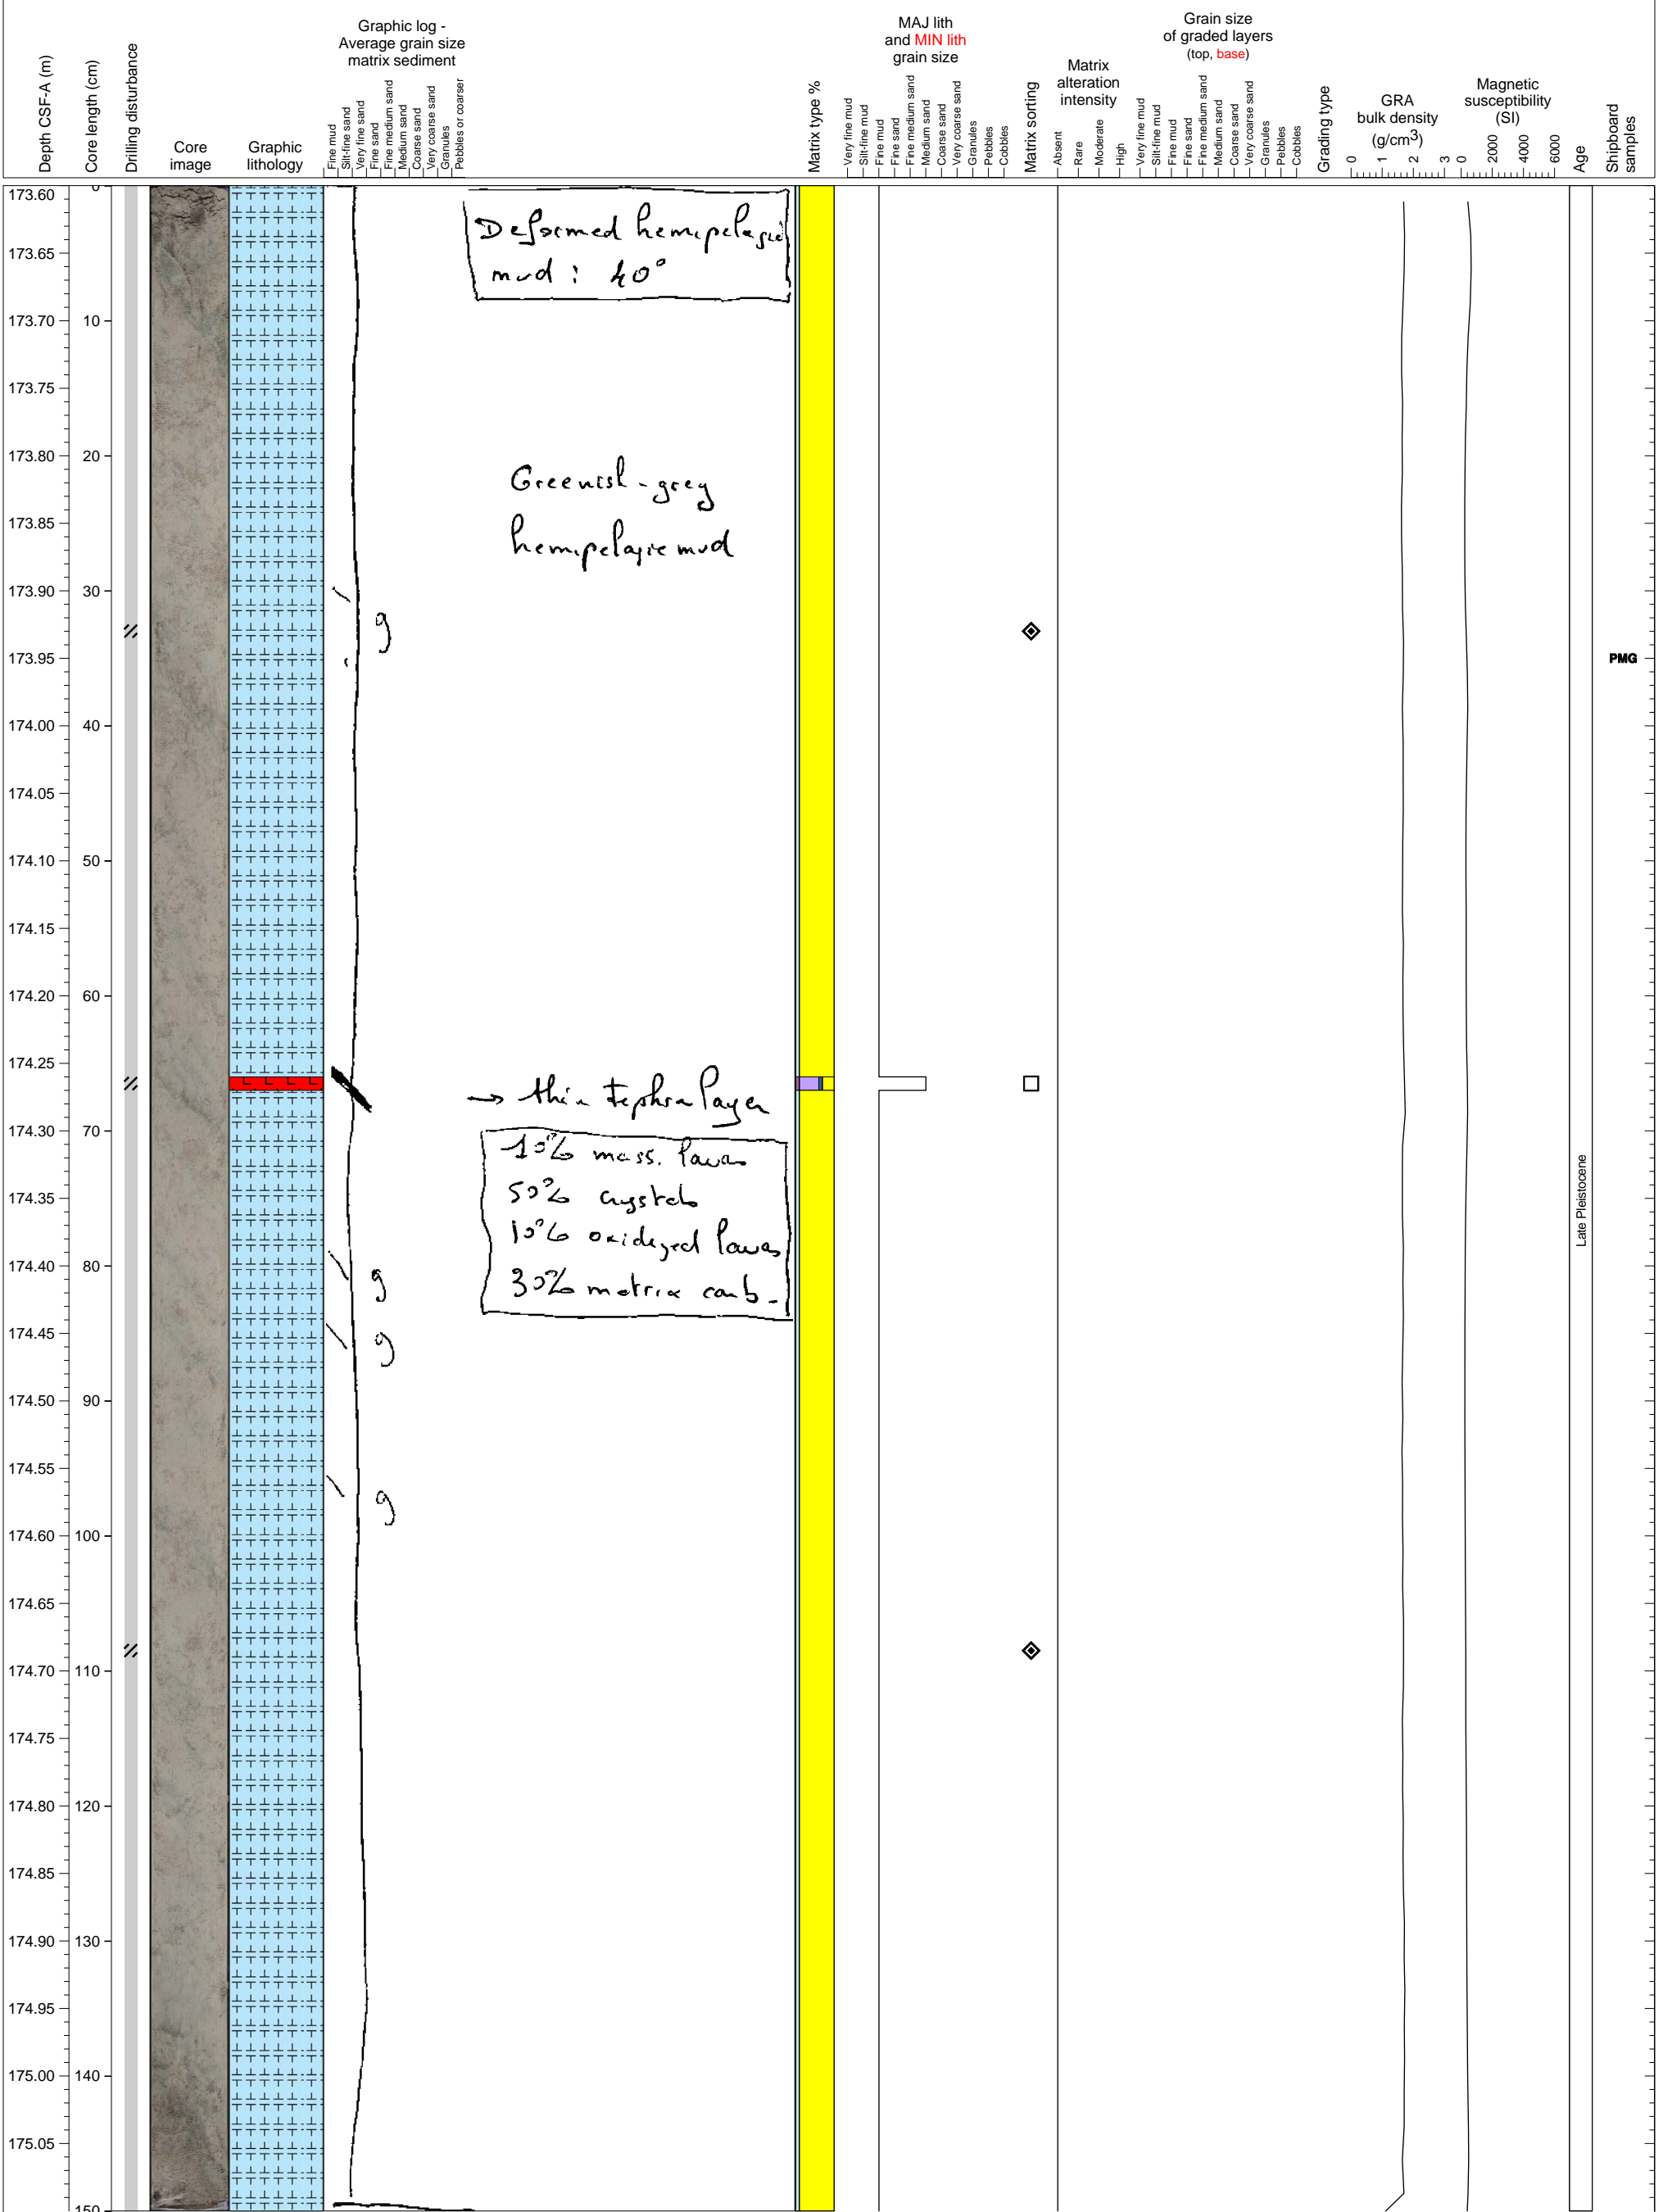 Graphic log -
Average grain size
matrix sediment
MAJ lith
and MIN lith
grain size
Grain size
of graded layers
(top, base)
Matrix
alteration
intensity
GRA
bulk density
(g/cm3)
Magnetic
susceptibility
(SI)
Depth CSF-A (m)
Core length (cm)
Drilling disturbance
Core
image
Graphic
lithology
Fine mud
Silt-fine sand
Very fine sand
Fine sand
Fine medium sand
Medium sand
Coarse sand
Very coarse sand
Granules
Pebbles or coarser
Matrix type %
Very fine mud
Silt-fine mud
Fine mud
Fine sand
Fine medium sand
Medium sand
Coarse sand
Very coarse sand
Granules
Pebbles
Cobbles
Matrix sorting
Absent
Rare
Moderate
High
Very fine mud
Silt-fine mud
Fine mud
Fine sand
Fine medium sand
Medium sand
Coarse sand
Very coarse sand
Granules
Pebbles
Cobbles
Grading type
0 1 2 3
0 2000 4000 6000
Age
Shipboard
samples
173.60 0
Deformed hemipelagic
mud : 40°
173.65
173.70 10
173.75
173.80 20
Greenish-grey
173.85
hemipelagic mud
173.90 30
g
173.95
PMG
174.00 40
174.05
174.10 50
174.15
174.20 60
174.25
→ thin tephra layer
174.30 70
10% mass. lavas
50% crystals
174.35
10% oxidized lavas
174.40 80
30% matrix carb-
g
Late Pleistocene
174.45
g
174.50 90
174.55
g
174.60 100
174.65
174.70 110
174.75
174.80 120
174.85
174.90 130
174.95
175.00 140
175.05
150